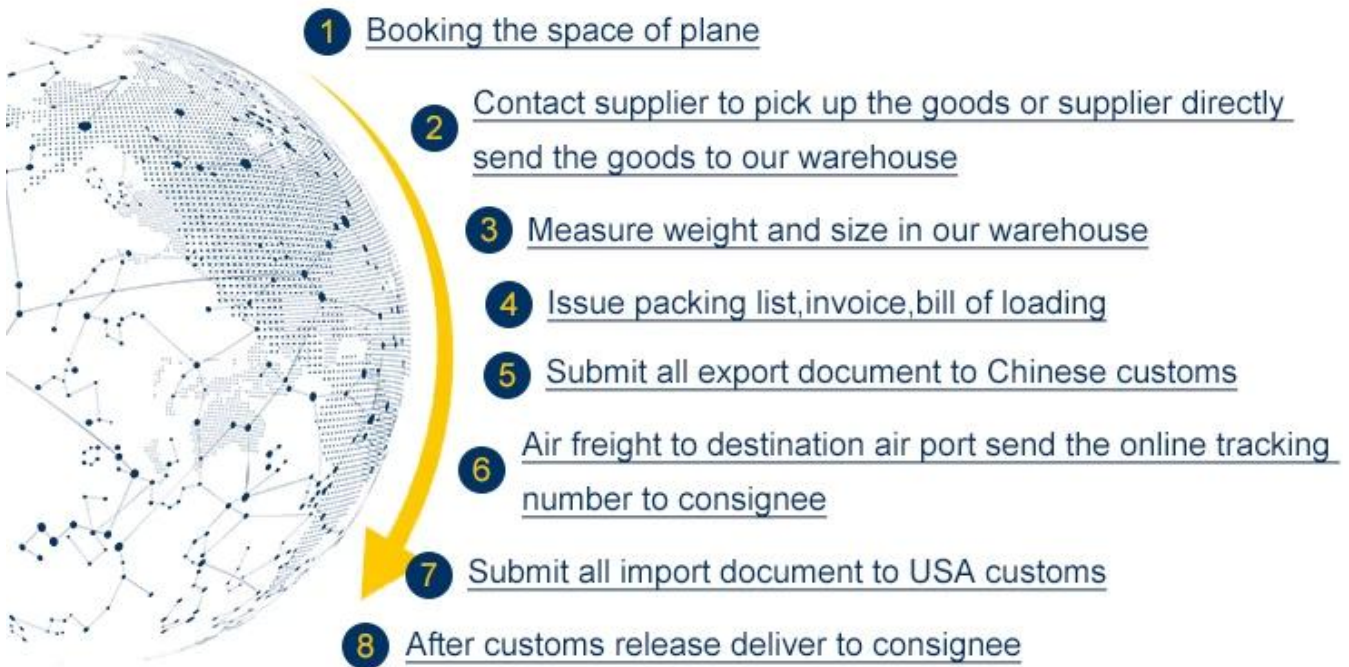 1 Booking the space of plane
2 Contact supplier to pick up the goods or supplier directly
send the goods to our warehouse
3 Measure weight and size in our warehouse
4 Issue packing list,invoice,bill of loading
5 Submit all export document to Chinese customs
6 Air freight to destination air port send the online tracking
number to consignee
7 Submit all import document to USA customs
8 After customs release deliver to consignee